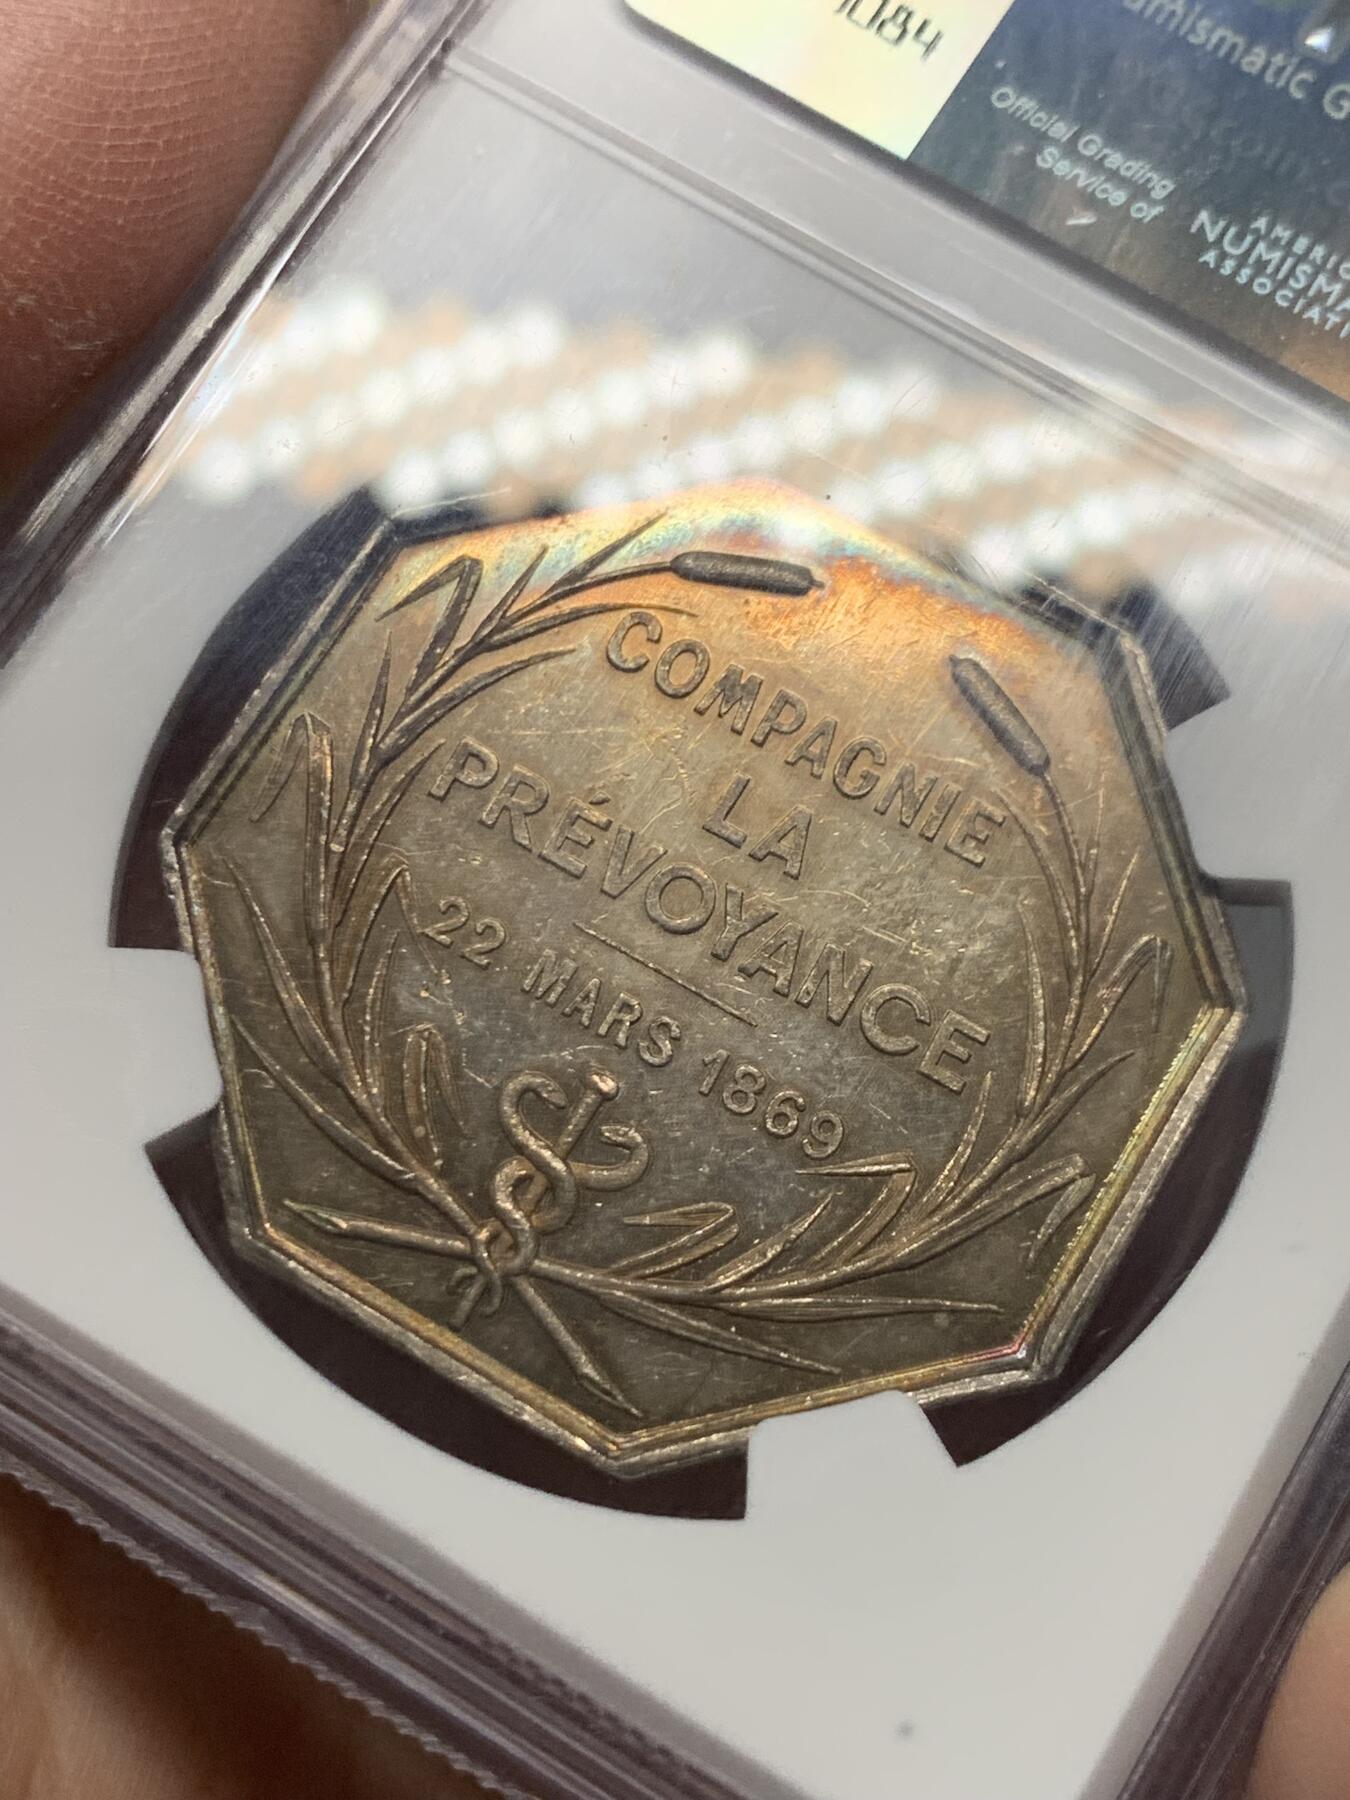 Official Grading
Service of
NUMISMA
COMPAGNIE
LA
PRÉVOYANCE
22 MARS 1869